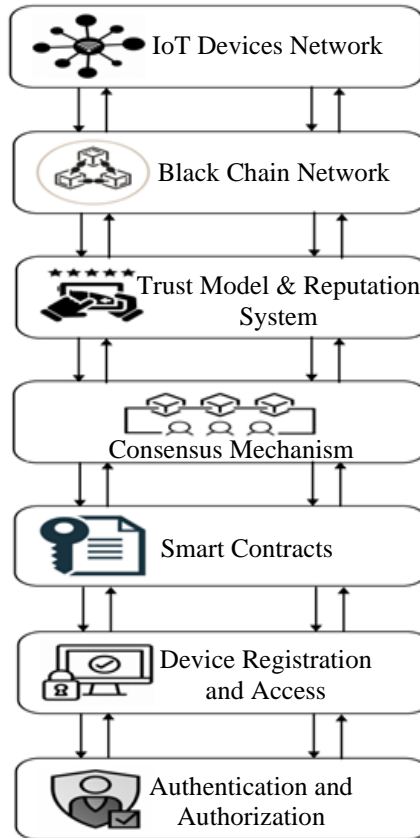 IoT Devices Network
Black Chain Network
Trust Model & Reputation
System
Consensus Mechanism
Smart Contracts
Device Registration
and Access
Authentication and
Authorization